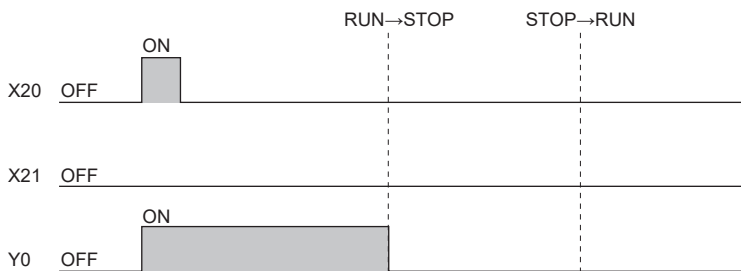 RUN→STOP STOP→RUN
ON
X20 OFF
X21 OFF
ON
Y0 OFF